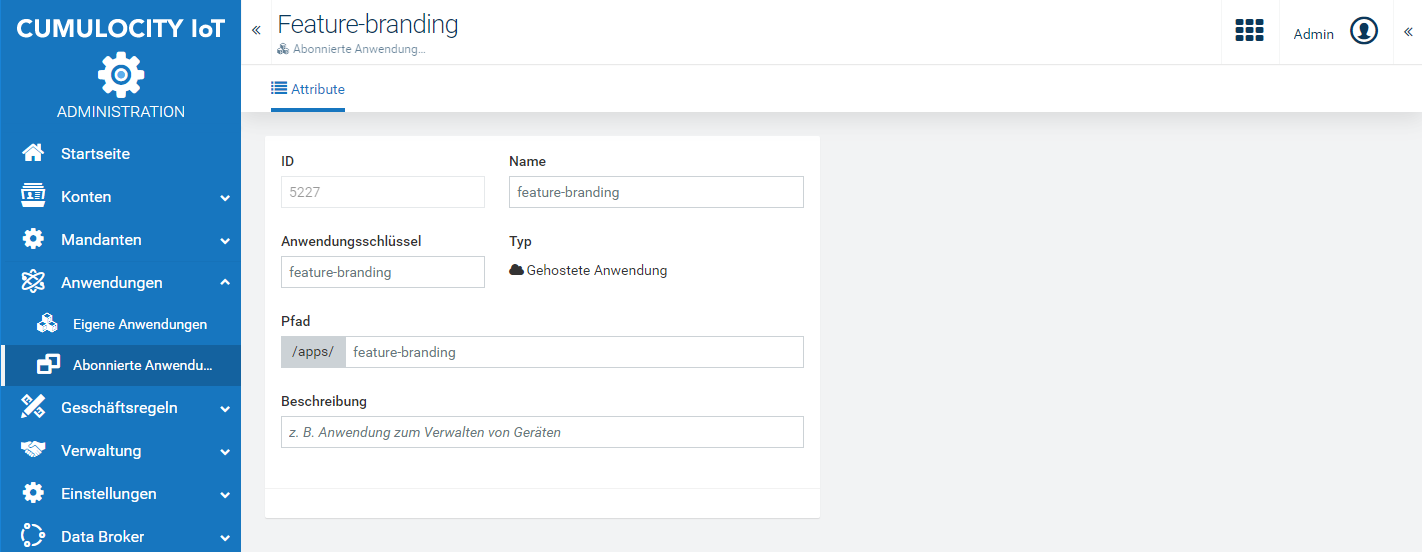 CUMULOCITY IoT
ADMINISTRATION
Startseite
Konten
Mandanten
Anwendungen
Eigene Anwendungen
Abonnierte Anwendu...
Geschäftsregeln
Verwaltung
Einstellungen
Data Broker
Feature-branding
Abonnierte Anwendung...
Admin
Attribute
ID
Name
5227
feature-branding
Anwendungsschlüssel
Typ
feature-branding
Gehostete Anwendung
Pfad
/apps/ feature-branding
Beschreibung
z. B. Anwendung zum Verwalten von Geräten